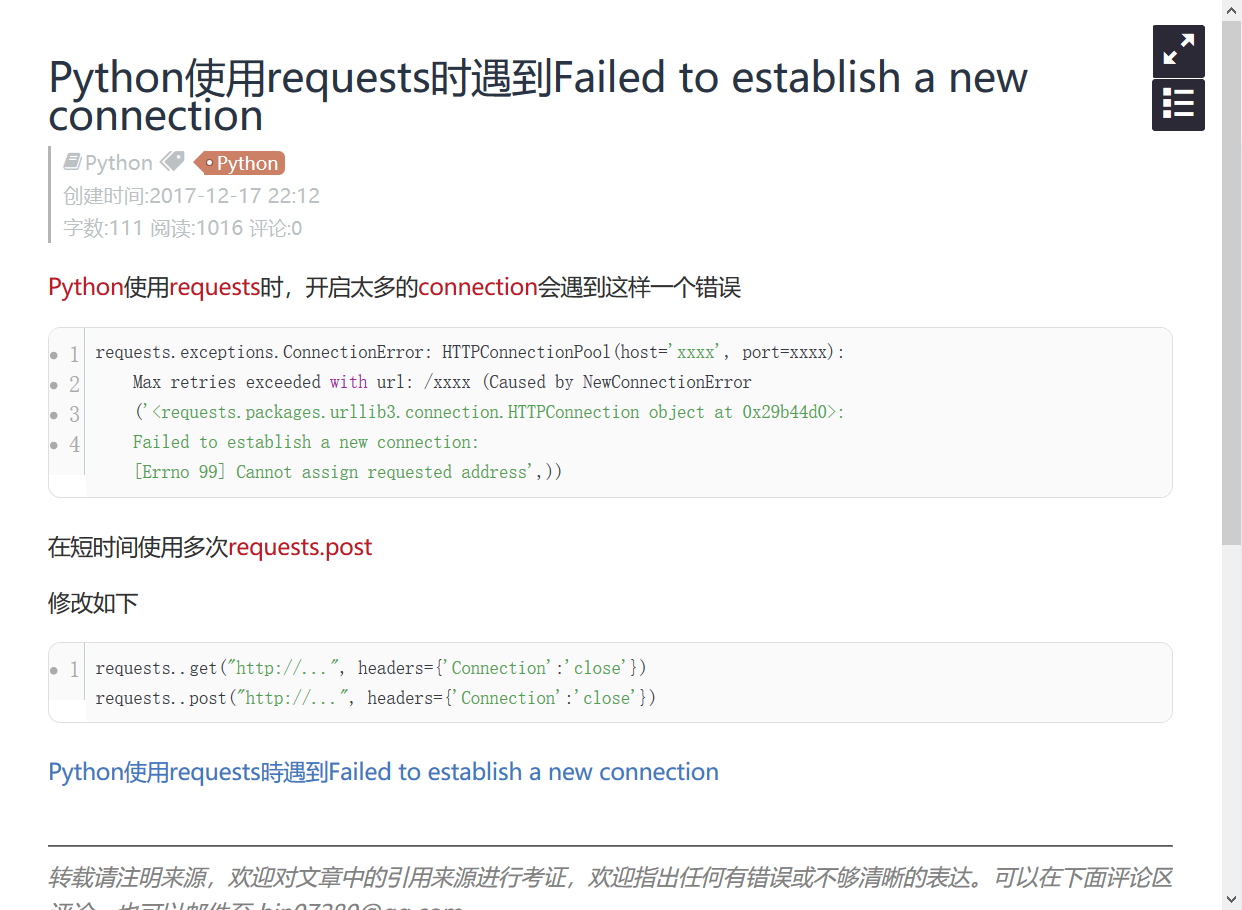 Python使用requests时遇到Failed to establish a new
connection
Python Python
创建时间:2017-12-17 22:12
字数:111 阅读:1016 评论:0
Python使用requests时，开启太多的connection会遇到这样一个错误
1 requests.exceptions.ConnectionError: HTTPConnectionPool(host='xxxx', port=xxxx):
2 Max retries exceeded with url: /xxxx (Caused by NewConnectionError
3 ('<requests.packages.urllib3.connection.HTTPConnection object at 0x29b44d0>:
4 Failed to establish a new connection:
[Errno 99] Cannot assign requested address',))
在短时间使用多次requests.post
修改如下
1 requests..get("http://...", headers={'Connection':'close'})
requests..post("http://...", headers={'Connection':'close'})
Python使用requests時遇到Failed to establish a new connection
转载请注明来源，欢迎对文章中的引用来源进行考证，欢迎指出任何有错误或不够清晰的表达。可以在下面评论区